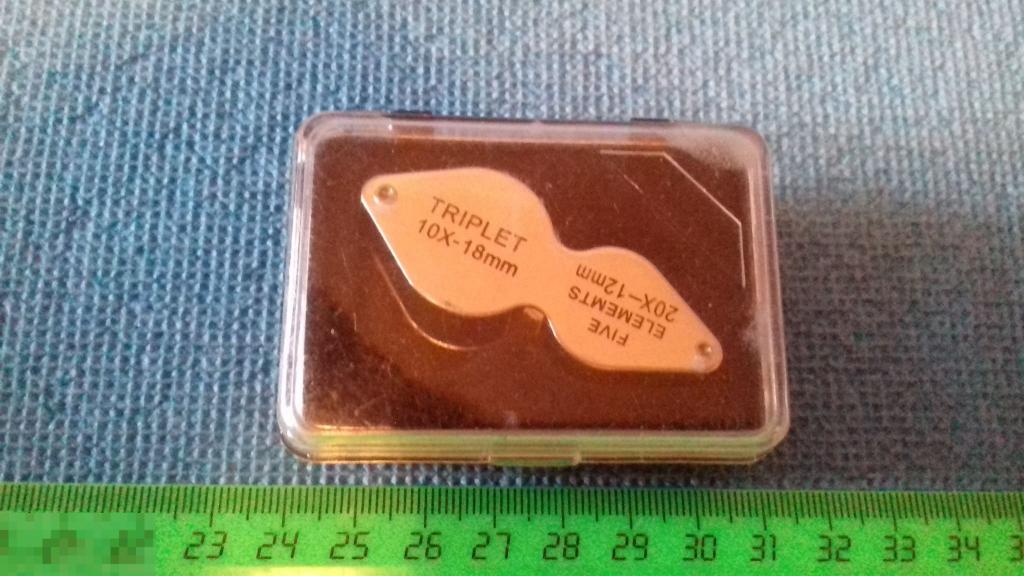 TRIPLET
10X-18mm
FIVE
ELEMEMTS
20X-12mm
23 24 25 26 27 28 29 30 31 32 33 34